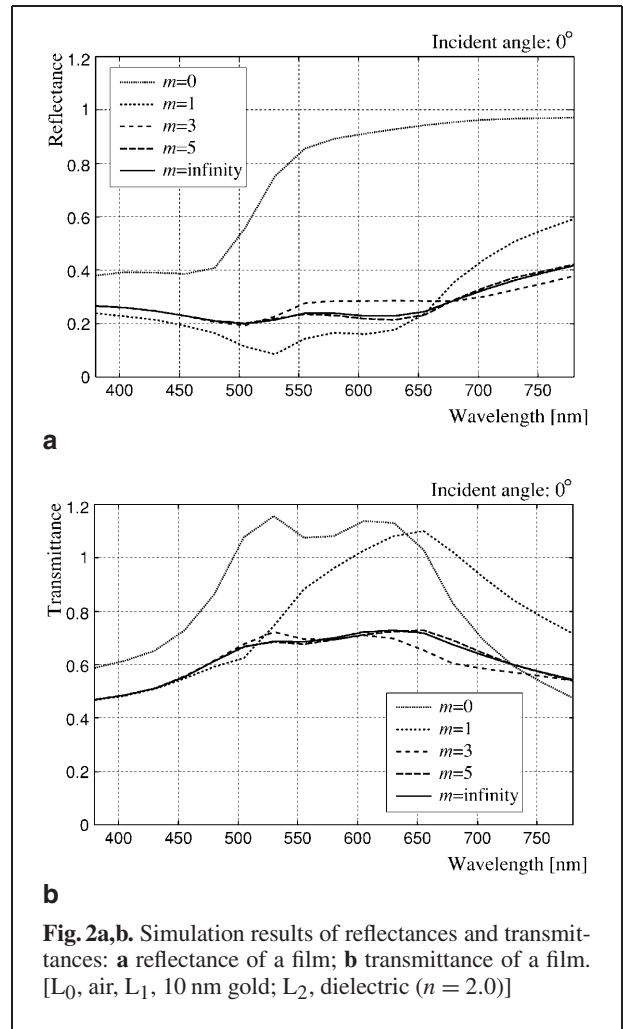 Incident angle: 0°
1.2
1
0.8
0.6
0.4
0.2
0
Reflectance
m=0
m=1
m=3
m=5
m=infinity
400 450 500 550 600 650 700 750
Wavelength [nm]
a
Incident angle: 0°
1.2
1
0.8
0.6
0.4
0.2
0
Transmittance
m=0
m=1
m=3
m=5
m=infinity
400 450 500 550 600 650 700 750
Wavelength [nm]
b
Fig. 2a,b. Simulation results of reflectances and transmit-
tances: a reflectance of a film; b transmittance of a film.
[L₀, air, L₁, 10 nm gold; L₂, dielectric (n = 2.0)]